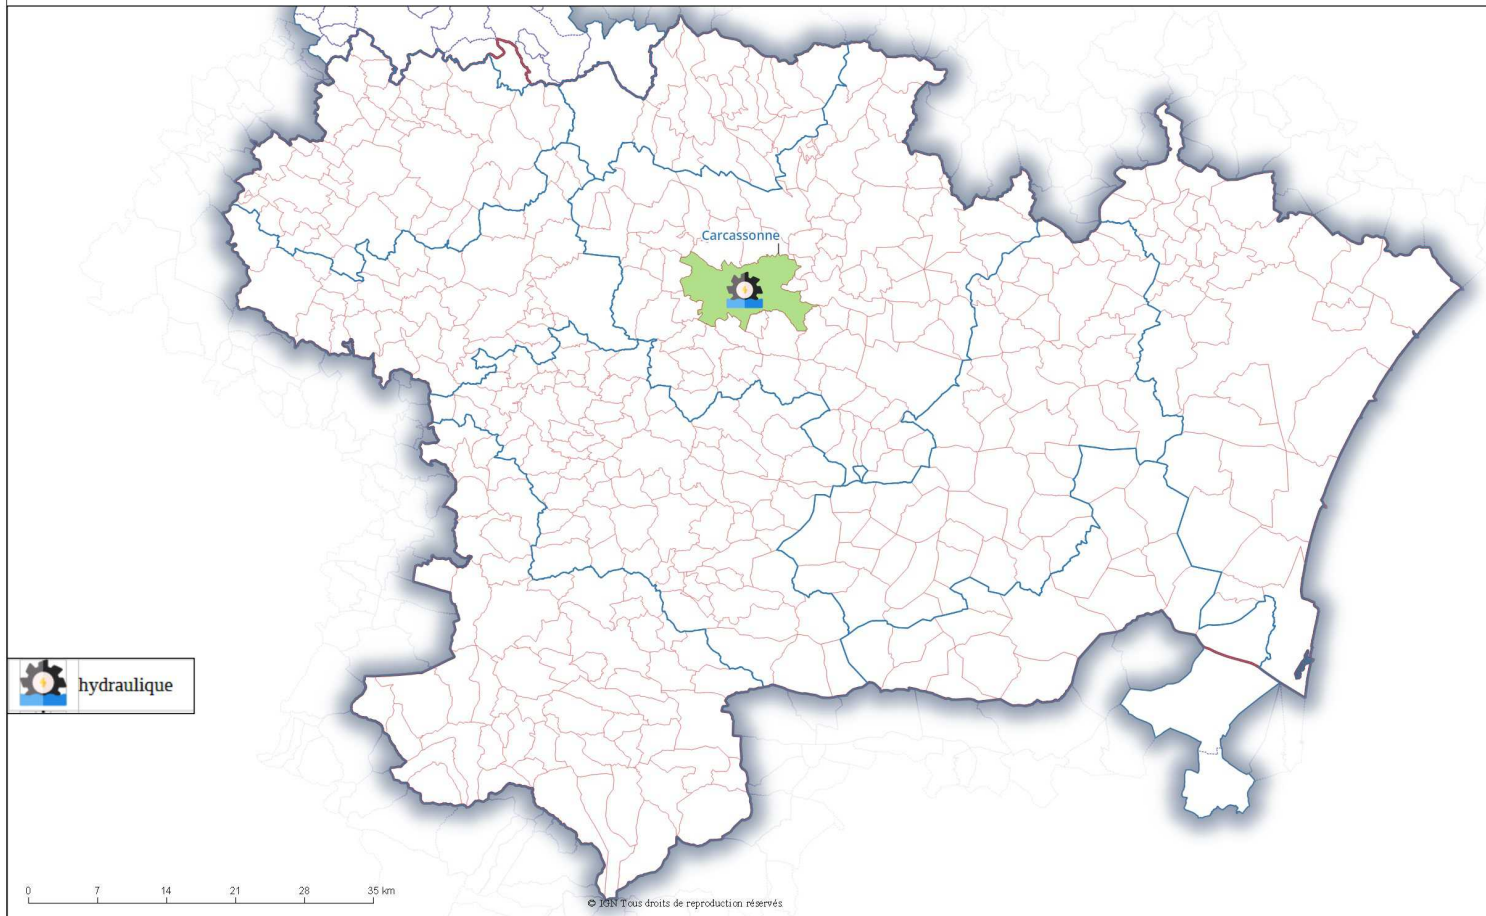 Carcassonne
hydraulique
0 7 14 21 28 35 km
© IGN Tous droits de reproduction réservés